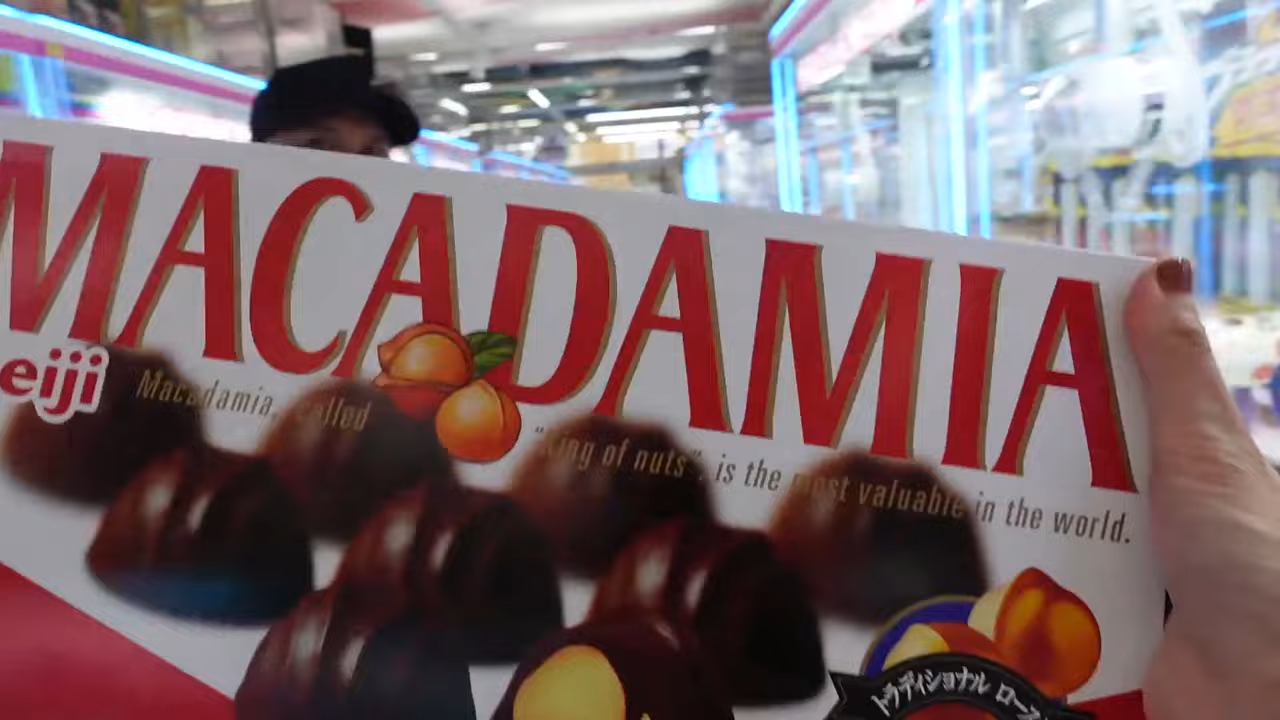 MACADAMIA
eiji
Macadamia, called
"king of nuts", is the most valuable in the world.
トラディショナル ロース